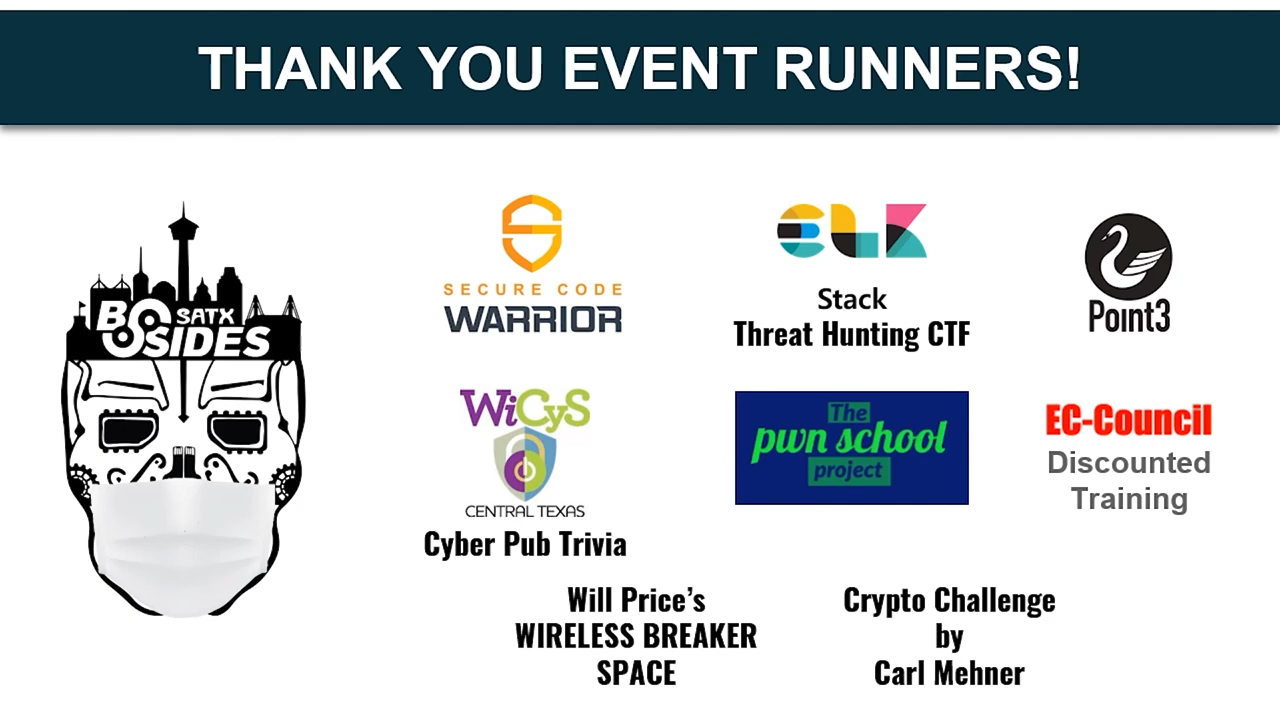 THANK YOU EVENT RUNNERS!
BSIDES
SATX
SECURE CODE
WARRIOR
ELK
Stack
Threat Hunting CTF
Point3
WiCyS
CENTRAL TEXAS
Cyber Pub Trivia
The
pwn school
project
EC-Council
Discounted
Training
Will Price’s
WIRELESS BREAKER
SPACE
Crypto Challenge
by
Carl Mehner